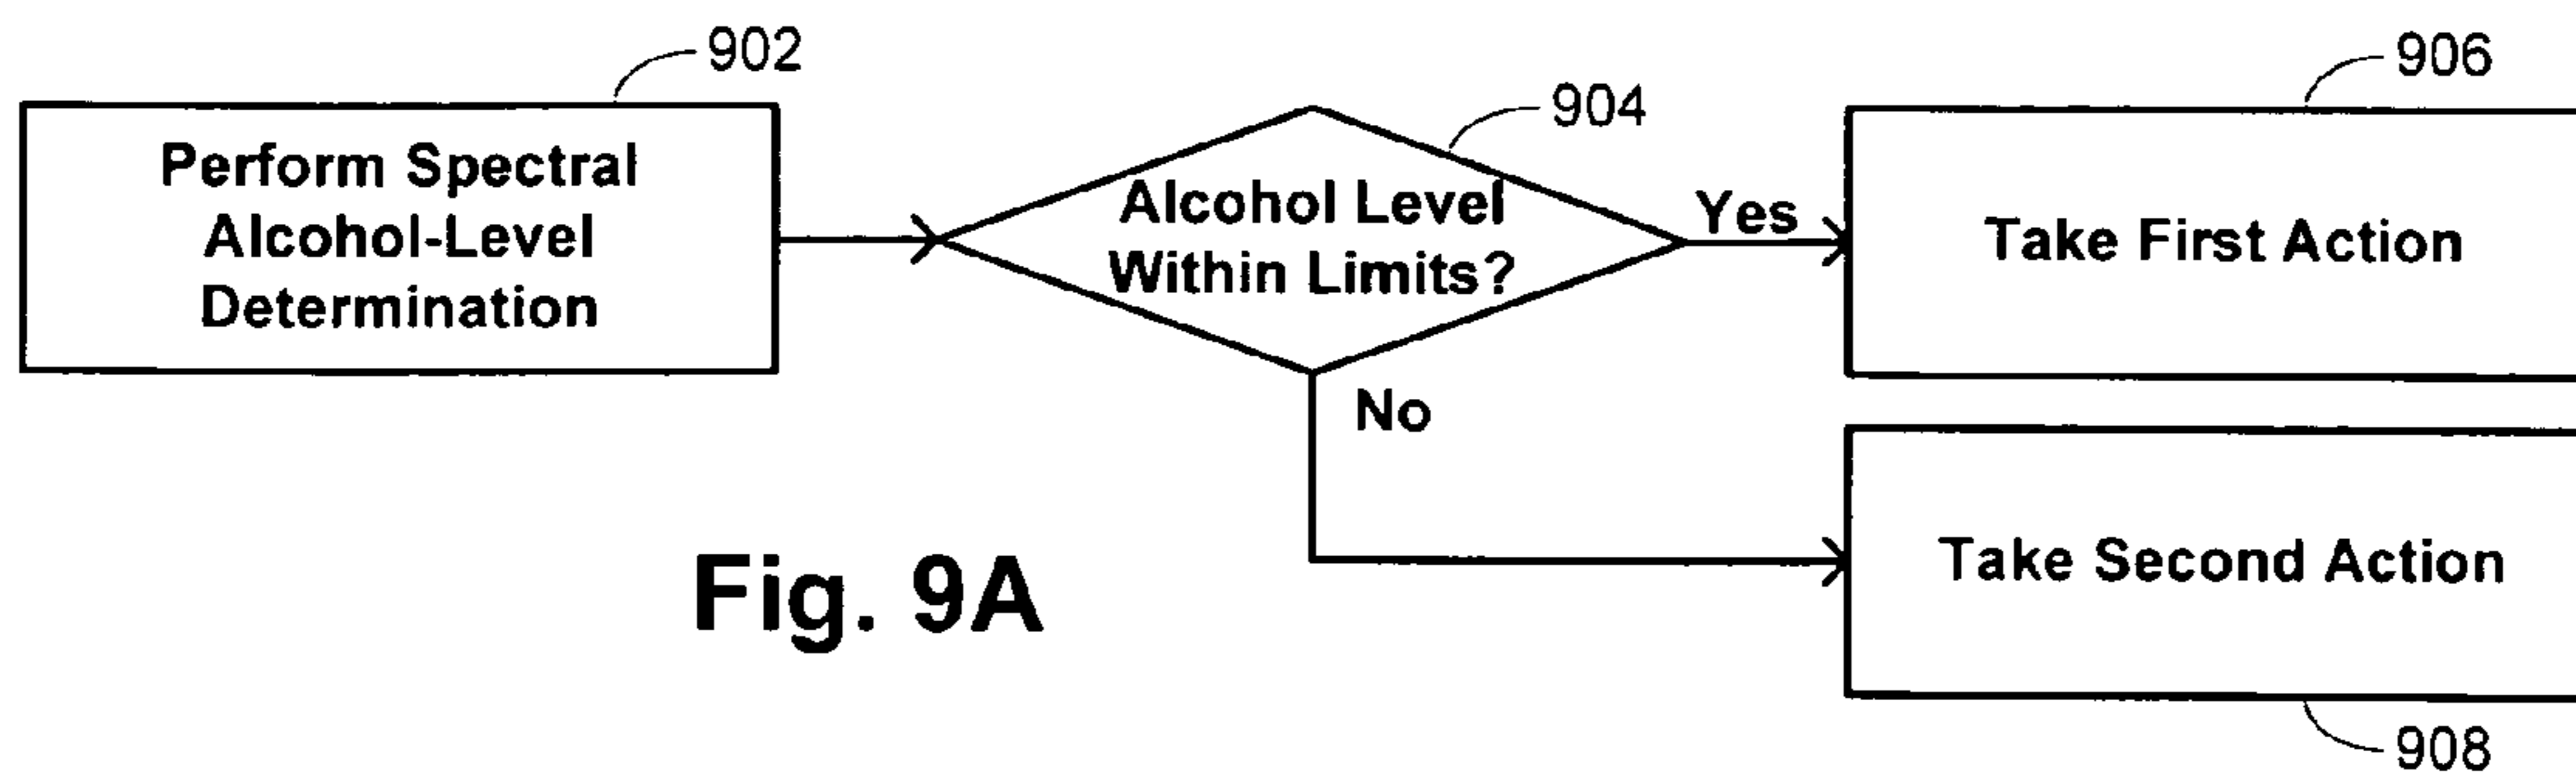 902
Perform Spectral
Alcohol-Level
Determination
904
Alcohol Level
Within Limits?
Yes
906
Take First Action
No
Take Second Action
908
Fig. 9A